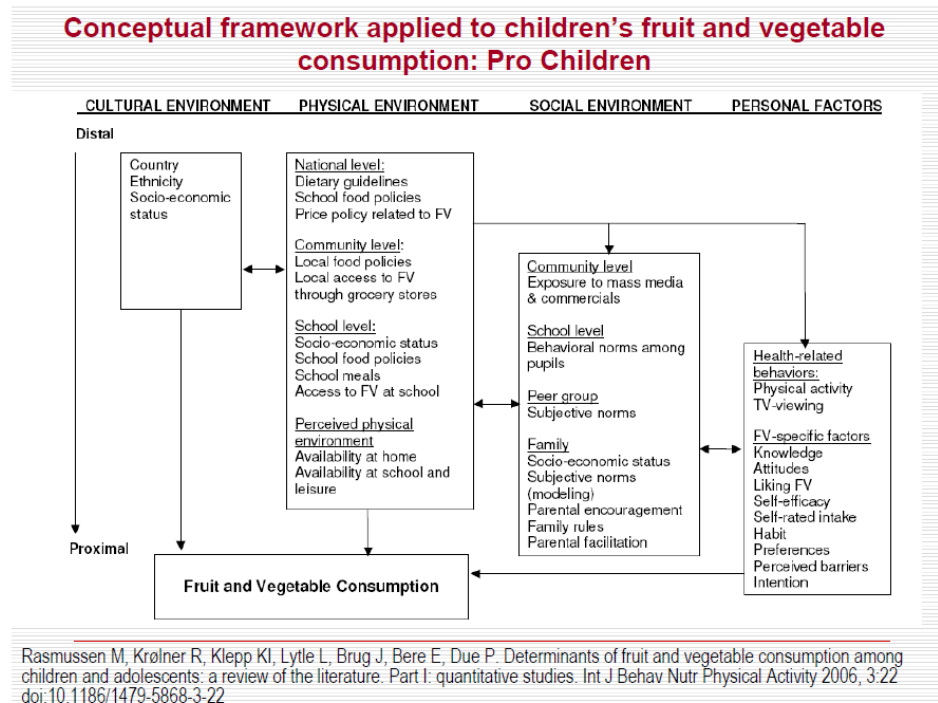 Conceptual framework applied to children's fruit and vegetable
consumption: Pro Children
CULTURAL ENVIRONMENT
PHYSICAL ENVIRONMENT
SOCIAL ENVIRONMENT
PERSONAL FACTORS
Distal
Country
Ethnicity
Socio-economic
status
National level:
Dietary guidelines
School food policies
Price policy related to FV
Community level:
Local food policies
Local access to FV
through grocery stores
School level:
Socio-economic status
School food policies
School meals
Access to FV at school
Perceived physical
environment
Availability at home
Availability at school and
leisure
Community level
Exposure to mass media
& commercials
School level
Behavioral norms among
pupils
Peer group
Subjective norms
Family
Socio-economic status
Subjective norms
(modeling)
Parental encouragement
Family rules
Parental facilitation
Health-related
behaviors:
Physical activity
TV-viewing
FV-specific factors
Knowledge
Attitudes
Liking FV
Self-efficacy
Self-rated intake
Habit
Preferences
Perceived barriers
Intention
Proximal
Fruit and Vegetable Consumption
Rasmussen M, Krølner R, Klepp KI, Lytle L, Brug J, Bere E, Due P. Determinants of fruit and vegetable consumption among
children and adolescents: a review of the literature. Part I: quantitative studies. Int J Behav Nutr Physical Activity 2006, 3:22
doi:10.1186/1479-5868-3-22